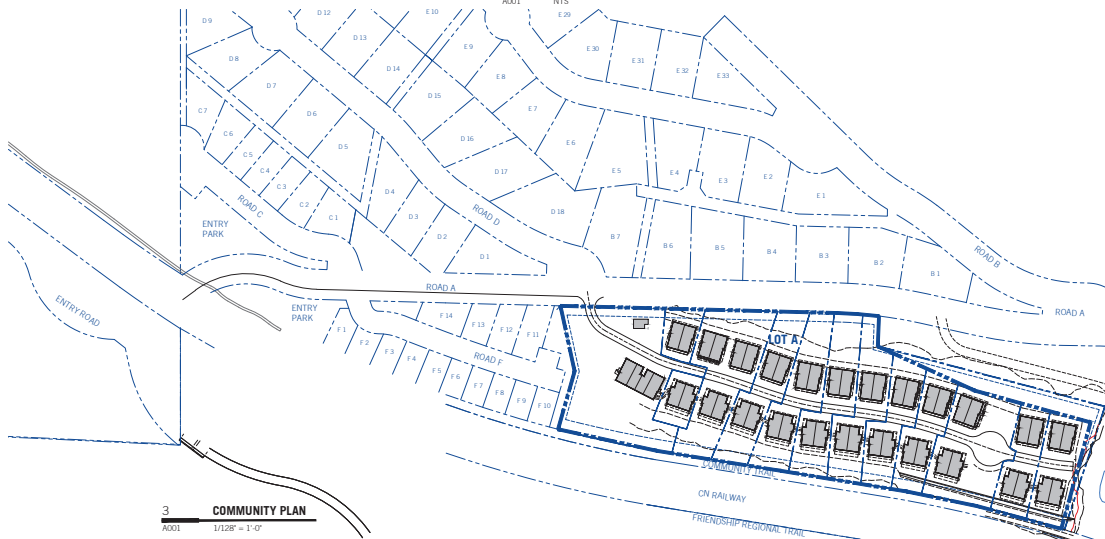 A001 NTS
D 9
D 12
E 10
E 29
D 13
E 9
E 30
E 31
E 32
E 33
D 8
D 14
E 8
D 7
D 15
E 7
C 7
D 6
C 6
D 16
E 6
D 5
C 5
C 4
D 17
E 5
E 4
E 3
E 2
E 1
C 3
D 4
C 2
C 1
D 3
D 18
ROAD C
ROAD D
ENTRY
PARK
D 2
D 1
B 7
B 6
B 5
B 4
B 3
B 2
B 1
ROAD B
ROAD A
ENTRY ROAD
ENTRY
PARK
ROAD A
F 14
F 13
F 12
F 11
F 1
F 2
F 3
F 4
ROAD F
F 5
F 6
F 7
F 8
F 9
F 10
LOT A
COMMUNITY TRAIL
CN RAILWAY
FRIENDSHIP REGIONAL TRAIL
3 COMMUNITY PLAN
A001 1/128" = 1'-0"